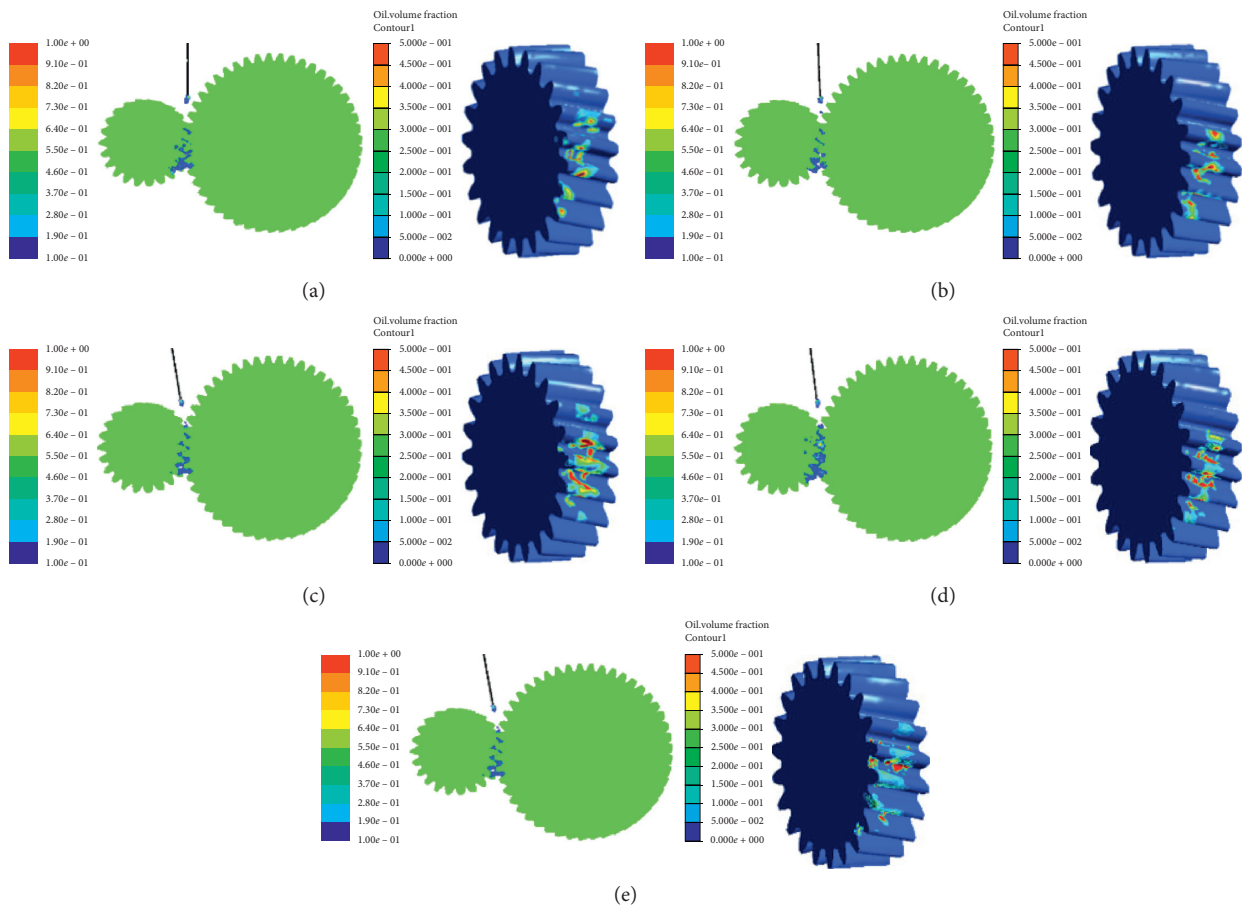 1.00e + 00
9.10e – 01
8.20e – 01
7.30e – 01
6.40e – 01
5.50e – 01
4.60e – 01
3.70e – 01
2.80e – 01
1.90e – 01
1.00e – 01
Oil.volume fraction
Contour1
5.000e – 001
4.500e – 001
4.000e – 001
3.500e – 001
3.000e – 001
2.000e – 001
2.000e – 001
1.000e – 001
1.000e – 001
5.000e – 002
0.000e + 000
(a)
1.00e + 00
9.10e– 01
8.20e – 01
7.30e – 01
6.40e – 01
5.50e – 01
4.60e – 01
3.70e – 01
2.80e – 01
1.90e – 01
1.00e – 01
Oil.volume fraction
Contour1
5.000e – 001
4.500e – 001
4.000e – 001
3.500e – 001
3.000e – 001
2.000e – 001
2.000e – 001
1.000e – 001
1.000e – 001
5.000e – 002
0.000e + 000
(b)
1.00e + 00
9.10e – 01
8.20e – 01
7.30e – 01
6.40e – 01
5.50e – 01
4.60e – 01
3.70e – 01
2.80e – 01
1.90e – 01
1.00e – 01
Oil.volume fraction
Contour1
5.000e – 001
4.500e – 001
4.000e – 001
3.500e – 001
3.000e – 001
2.000e – 001
2.000e – 001
1.000e – 001
1.000e – 001
5.000e – 002
0.000e + 000
(c)
1.00e + 00
9.10e – 01
8.20e – 01
7.30e – 01
6.40e – 01
5.50e – 01
4.60e – 01
3.70e– 01
2.80e – 01
1.90e – 01
1.00e – 01
Oil.volume fraction
Contour1
5.000e – 001
4.500e – 001
4.000e – 001
3.500e – 001
3.000e – 001
2.000e – 001
2.000e – 001
1.000e – 001
1.000e – 001
5.000e – 002
0.000e + 000
(d)
1.00e + 00
9.10e – 01
8.20e – 01
7.30e – 01
6.40e – 01
5.50e – 01
4.60e – 01
3.70e – 01
2.80e – 01
1.90e – 01
1.00e – 01
Oil.volume fraction
Contour1
5.000e – 001
4.500e – 001
4.000e – 001
3.500e – 001
3.000e – 001
2.000e – 001
2.000e – 001
1.000e – 001
1.000e – 001
5.000e – 002
0.000e + 000
(e)